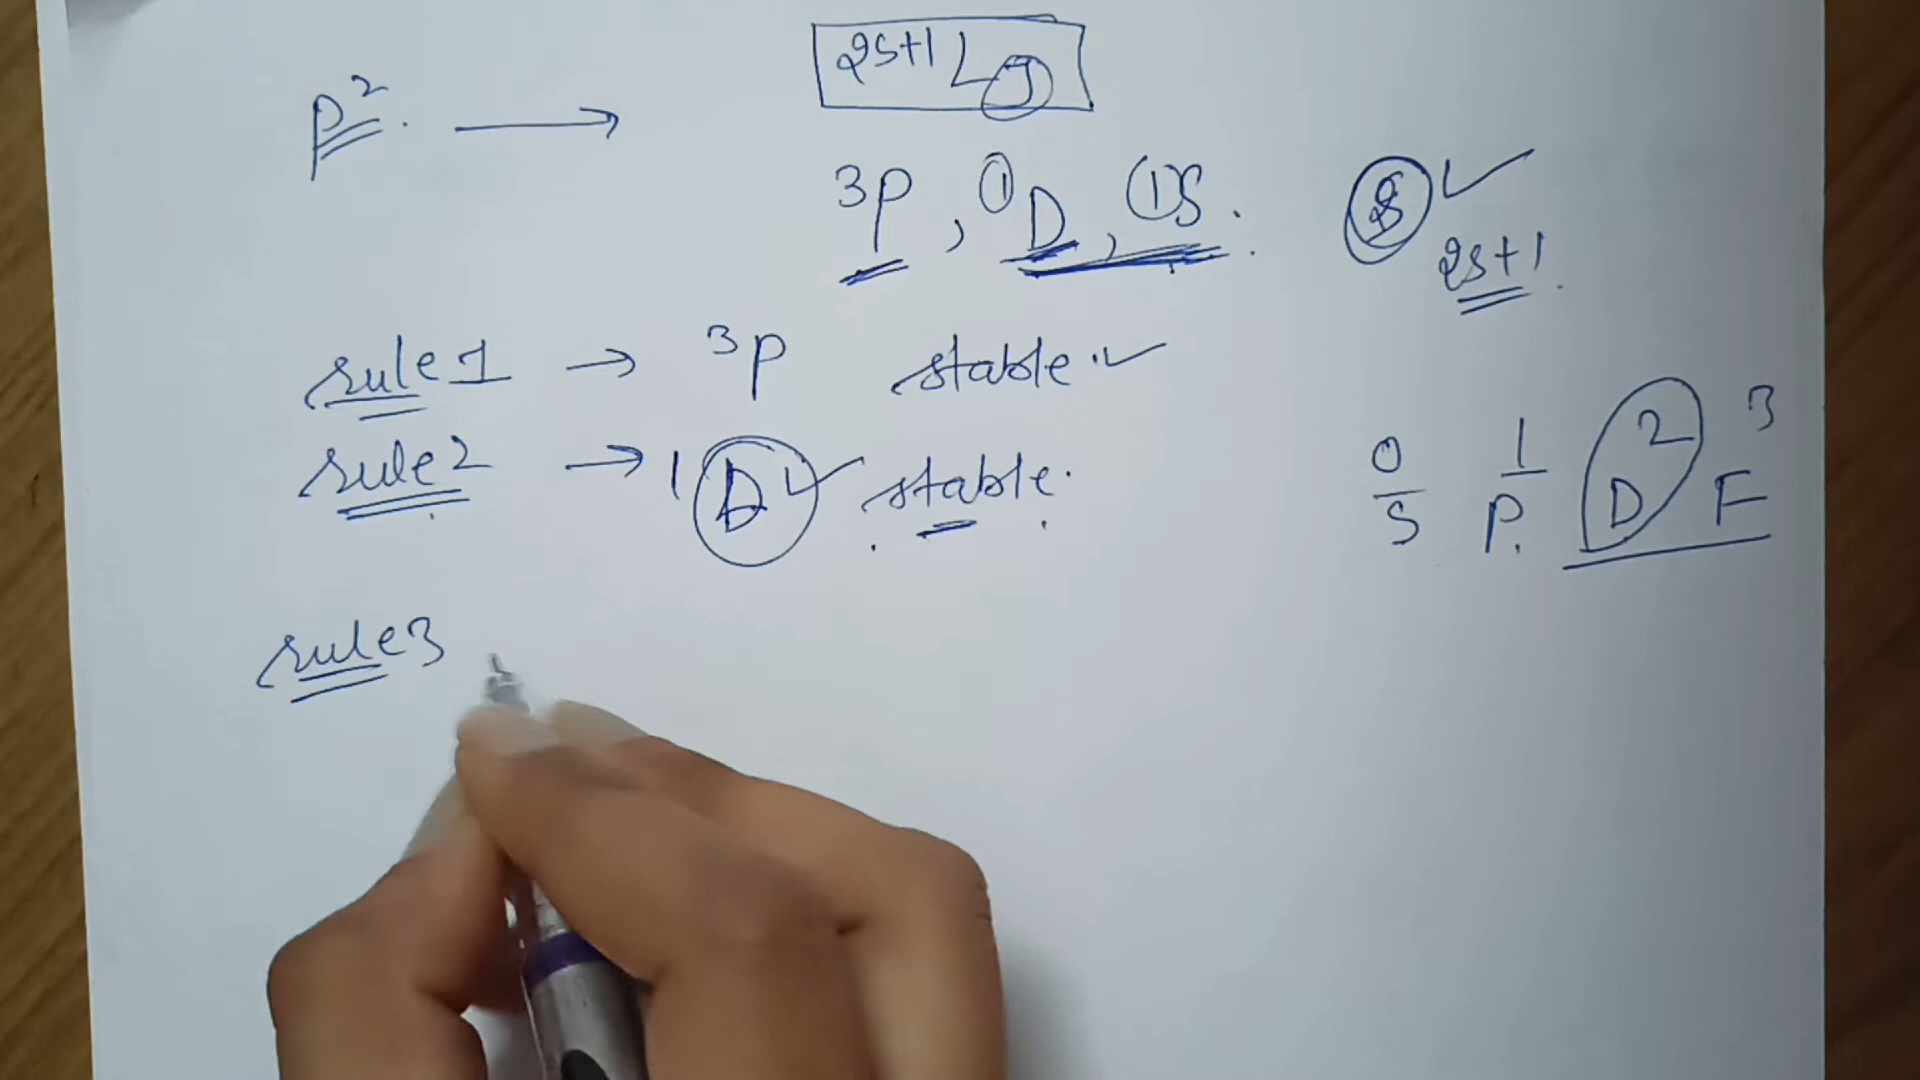 2s+1 L J
p² . →
³P , ¹D , ¹S .
S ✓
2s+1 .
rule 1 → ³P stable . ✓
rule 2 → ¹D ✓ stable .
0 1 2 3
S P. D F
rule 3